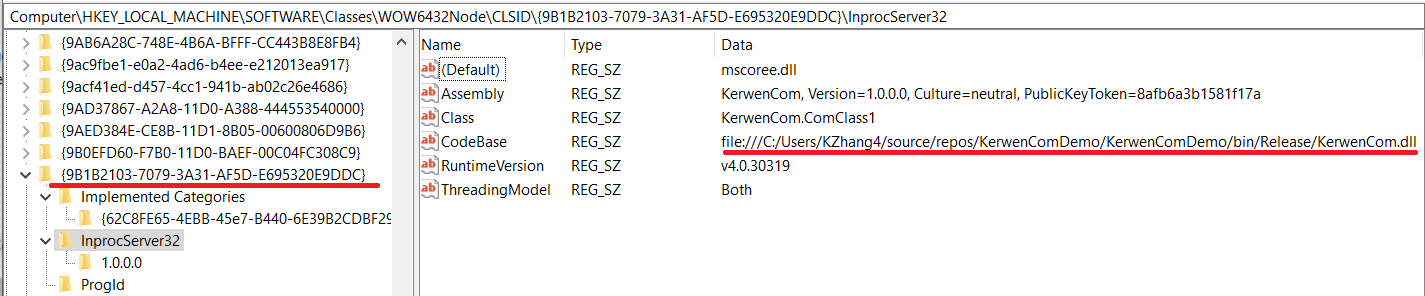 Computer\HKEY_LOCAL_MACHINE\SOFTWARE\Classes\WOW6432Node\CLSID\{9B1B2103-7079-3A31-AF5D-E695320E9DDC}\InprocServer32
{9AB6A28C-748E-4B6A-BFFF-CC443B8E8FB4}
{9ac9fbe1-e0a2-4ad6-b4ee-e212013ea917}
{9acf41ed-d457-4cc1-941b-ab02c26e4686}
{9AD37867-A2A8-11D0-A388-444553540000}
{9AED384E-CE8B-11D1-8B05-00600806D9B6}
{9B0EFD60-F7B0-11D0-BAEF-00C04FC308C9}
{9B1B2103-7079-3A31-AF5D-E695320E9DDC}
Implemented Categories
{62C8FE65-4EBB-45e7-B440-6E39B2CDBF29
InprocServer32
1.0.0.0
ProgId
Name Type Data
(Default) REG_SZ mscoree.dll
Assembly REG_SZ KerwenCom, Version=1.0.0.0, Culture=neutral, PublicKeyToken=8afb6a3b1581f17a
Class REG_SZ KerwenCom.ComClass1
CodeBase REG_SZ file:///C:/Users/KZhang4/source/repos/KerwenComDemo/KerwenComDemo/bin/Release/KerwenCom.dll
RuntimeVersion REG_SZ v4.0.30319
ThreadingModel REG_SZ Both